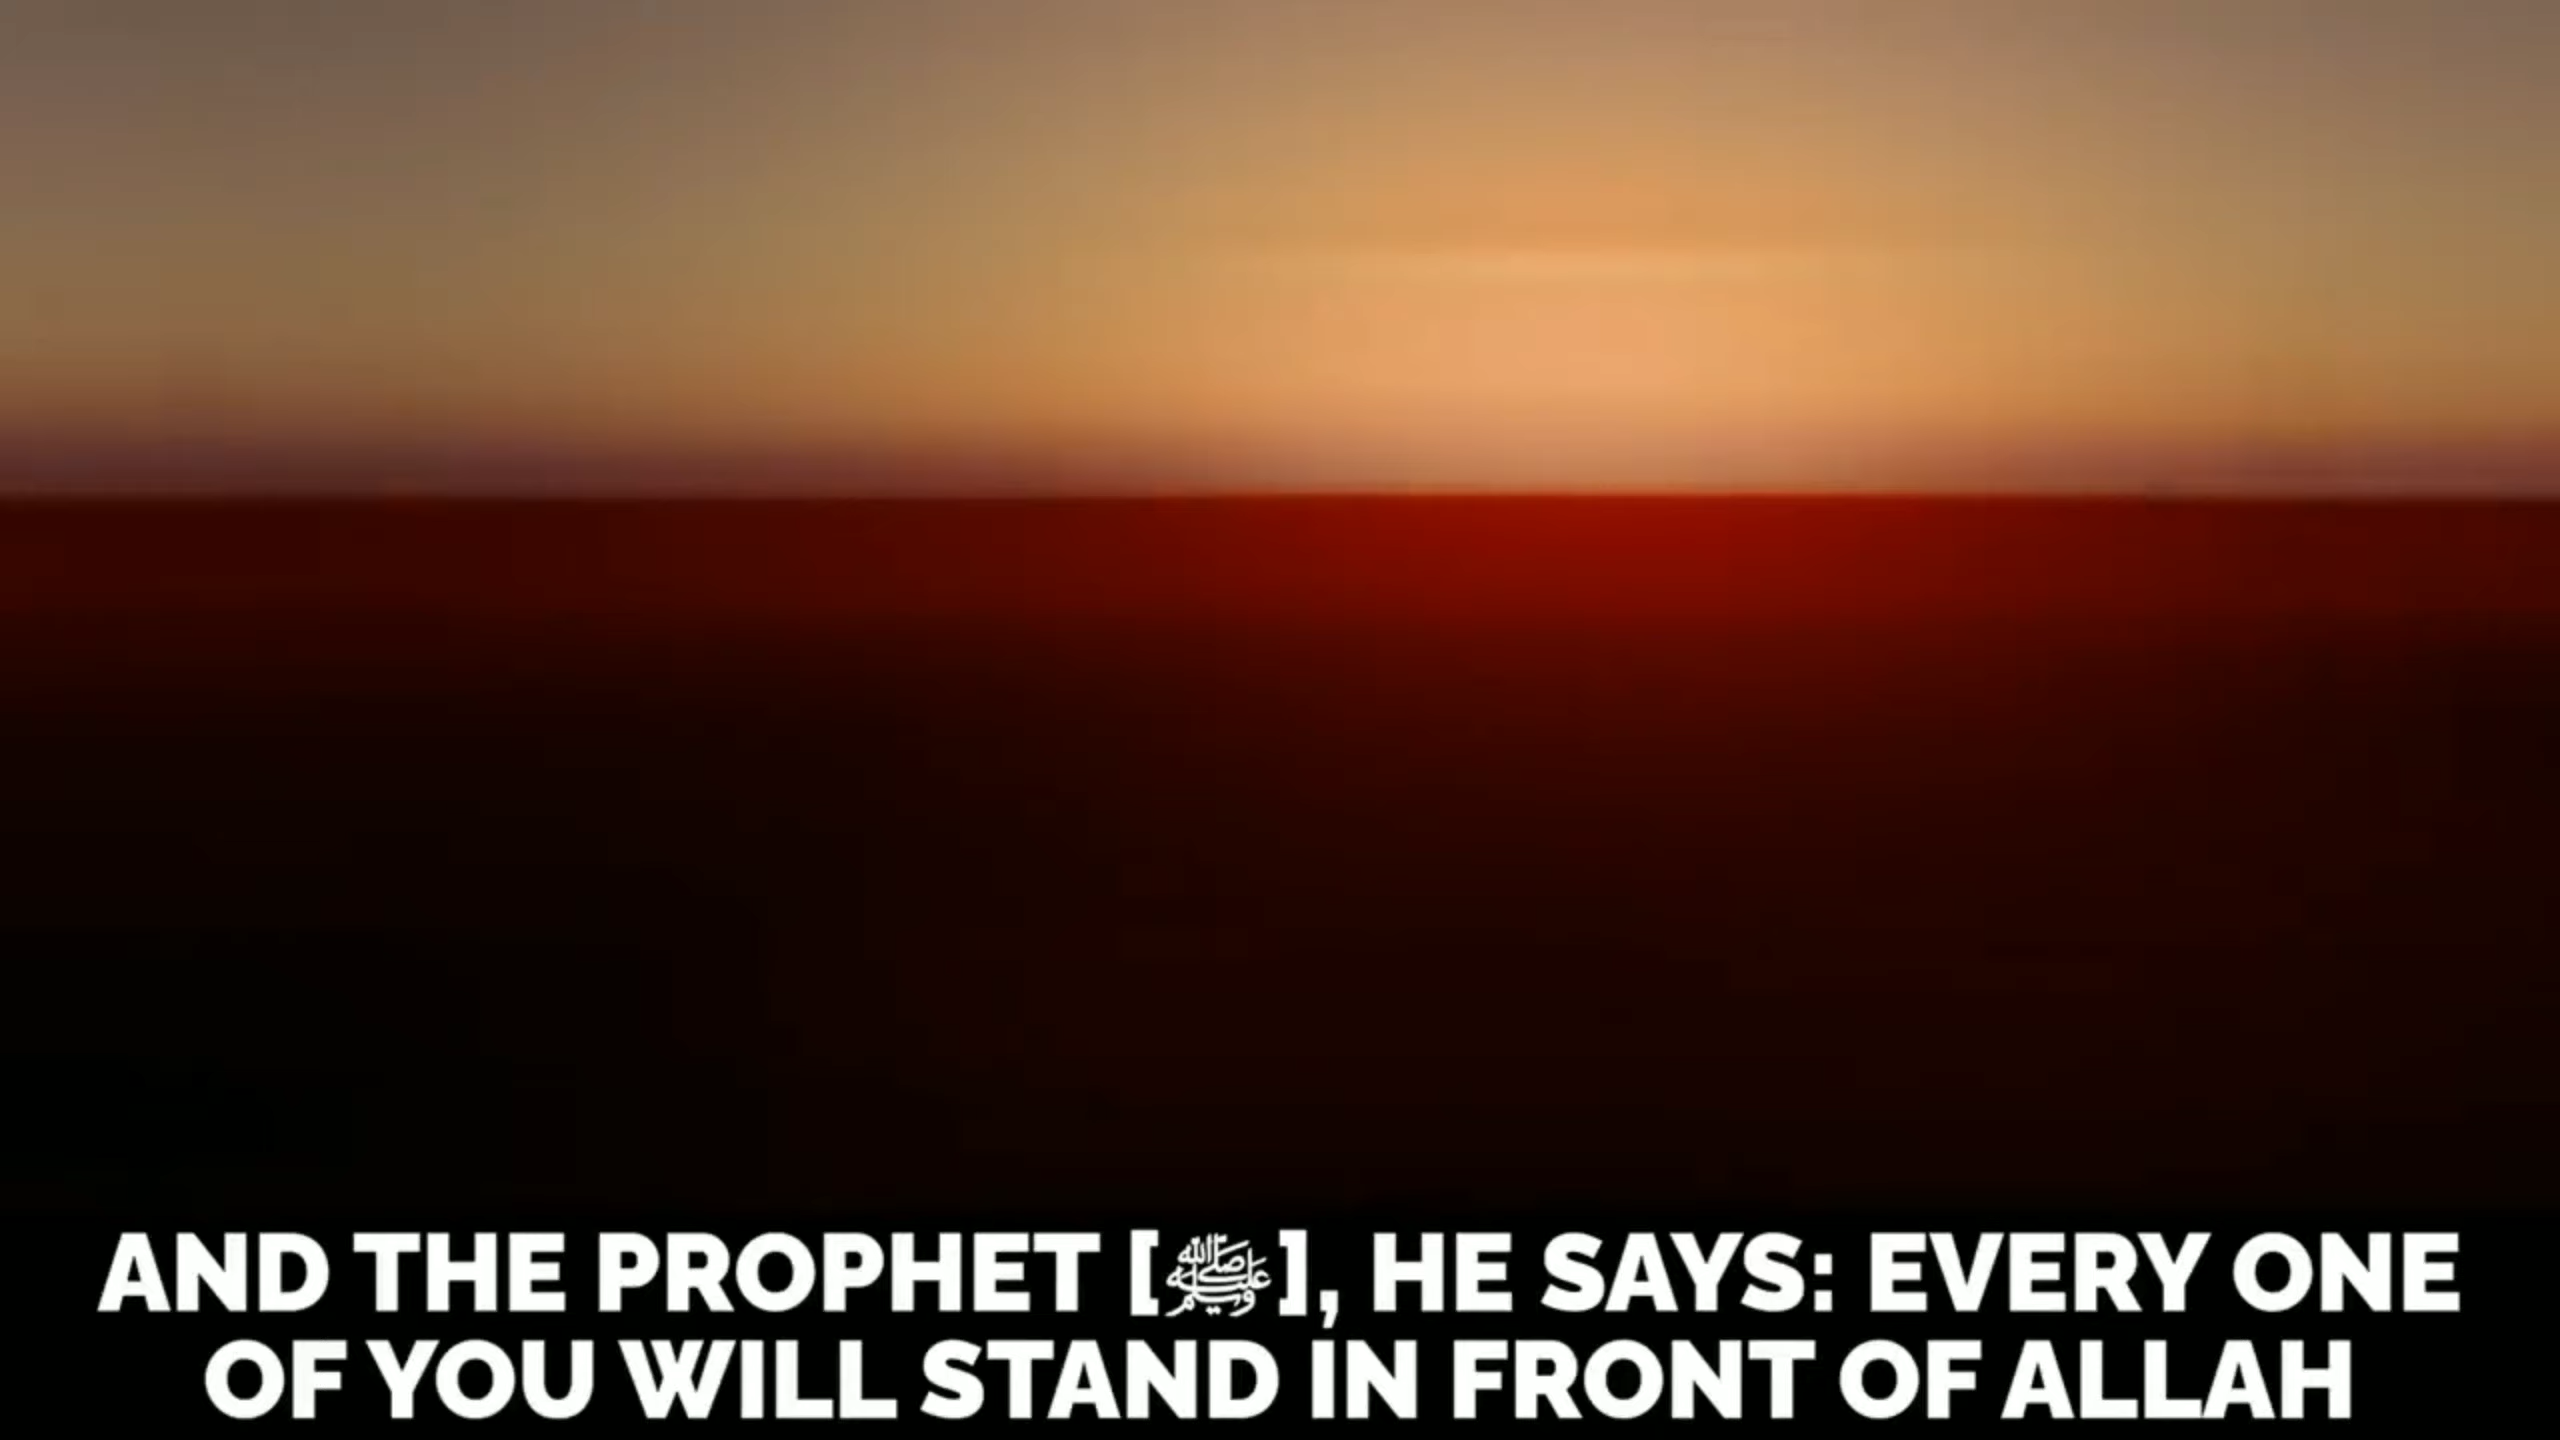 AND THE PROPHET [ﷺ], HE SAYS: EVERY ONE
OF YOU WILL STAND IN FRONT OF ALLAH